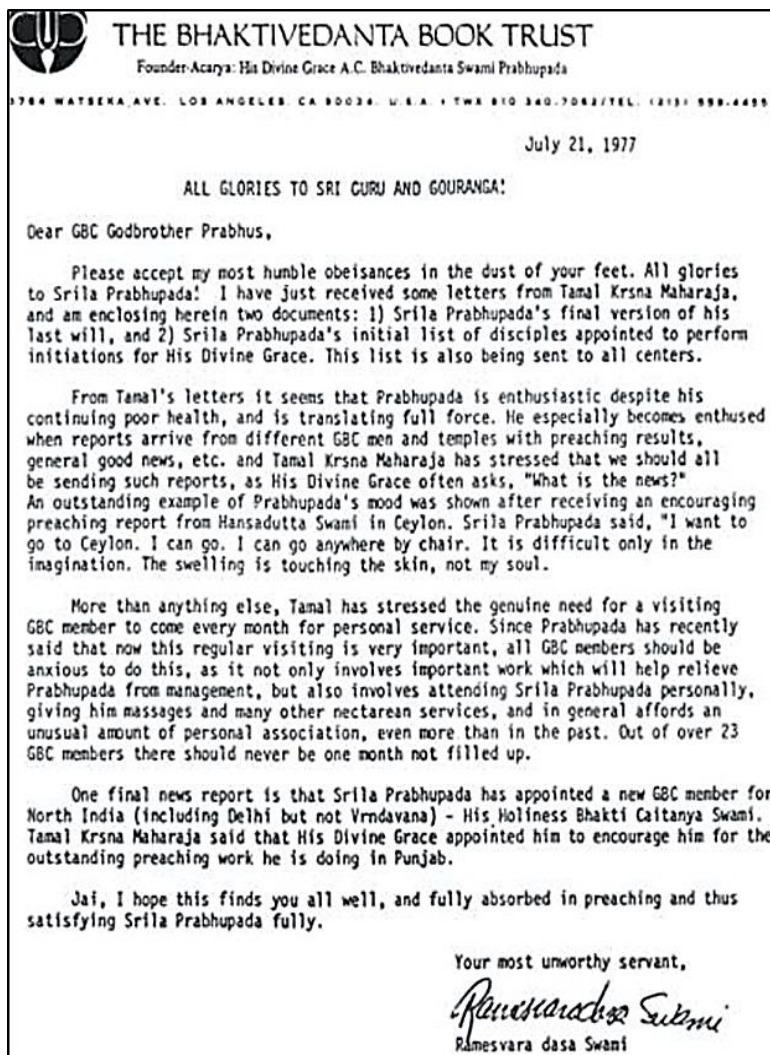 THE BHAKTIVEDANTA BOOK TRUST
Founder-Acarya: His Divine Grace A.C. Bhaktivedanta Swami Prabhupada
3764 WATSEKA AVE. LOS ANGELES. CA 90034. U.S.A. • TWX 910 340-7062/TEL. (213) 559-4455
July 21, 1977
ALL GLORIES TO SRI GURU AND GOURANGA!
Dear GBC Godbrother Prabhus,
Please accept my most humble obeisances in the dust of your feet. All glories
to Srila Prabhupada! I have just received some letters from Tamal Krsna Maharaja,
and am enclosing herein two documents: 1) Srila Prabhupada's final version of his
last will, and 2) Srila Prabhupada's initial list of disciples appointed to perform
initiations for His Divine Grace. This list is also being sent to all centers.
From Tamal's letters it seems that Prabhupada is enthusiastic despite his
continuing poor health, and is translating full force. He especially becomes enthused
when reports arrive from different GBC men and temples with preaching results,
general good news, etc. and Tamal Krsna Maharaja has stressed that we should all
be sending such reports, as His Divine Grace often asks, "What is the news?"
An outstanding example of Prabhupada's mood was shown after receiving an encouraging
preaching report from Hansadutta Swami in Ceylon. Srila Prabhupada said, "I want to
go to Ceylon. I can go. I can go anywhere by chair. It is difficult only in the
imagination. The swelling is touching the skin, not my soul.
More than anything else, Tamal has stressed the genuine need for a visiting
GBC member to come every month for personal service. Since Prabhupada has recently
said that now this regular visiting is very important, all GBC members should be
anxious to do this, as it not only involves important work which will help relieve
Prabhupada from management, but also involves attending Srila Prabhupada personally,
giving him massages and many other nectarean services, and in general affords an
unusual amount of personal association, even more than in the past. Out of over 23
GBC members there should never be one month not filled up.
One final news report is that Srila Prabhupada has appointed a new GBC member for
North India (including Delhi but not Vrndavana) - His Holiness Bhakti Caitanya Swami.
Tamal Krsna Maharaja said that His Divine Grace appointed him to encourage him for the
outstanding preaching work he is doing in Punjab.
Jai, I hope this finds you all well, and fully absorbed in preaching and thus
satisfying Srila Prabhupada fully.
Your most unworthy servant,
Ramesvara dasa Swami
Ramesvara dasa Swami